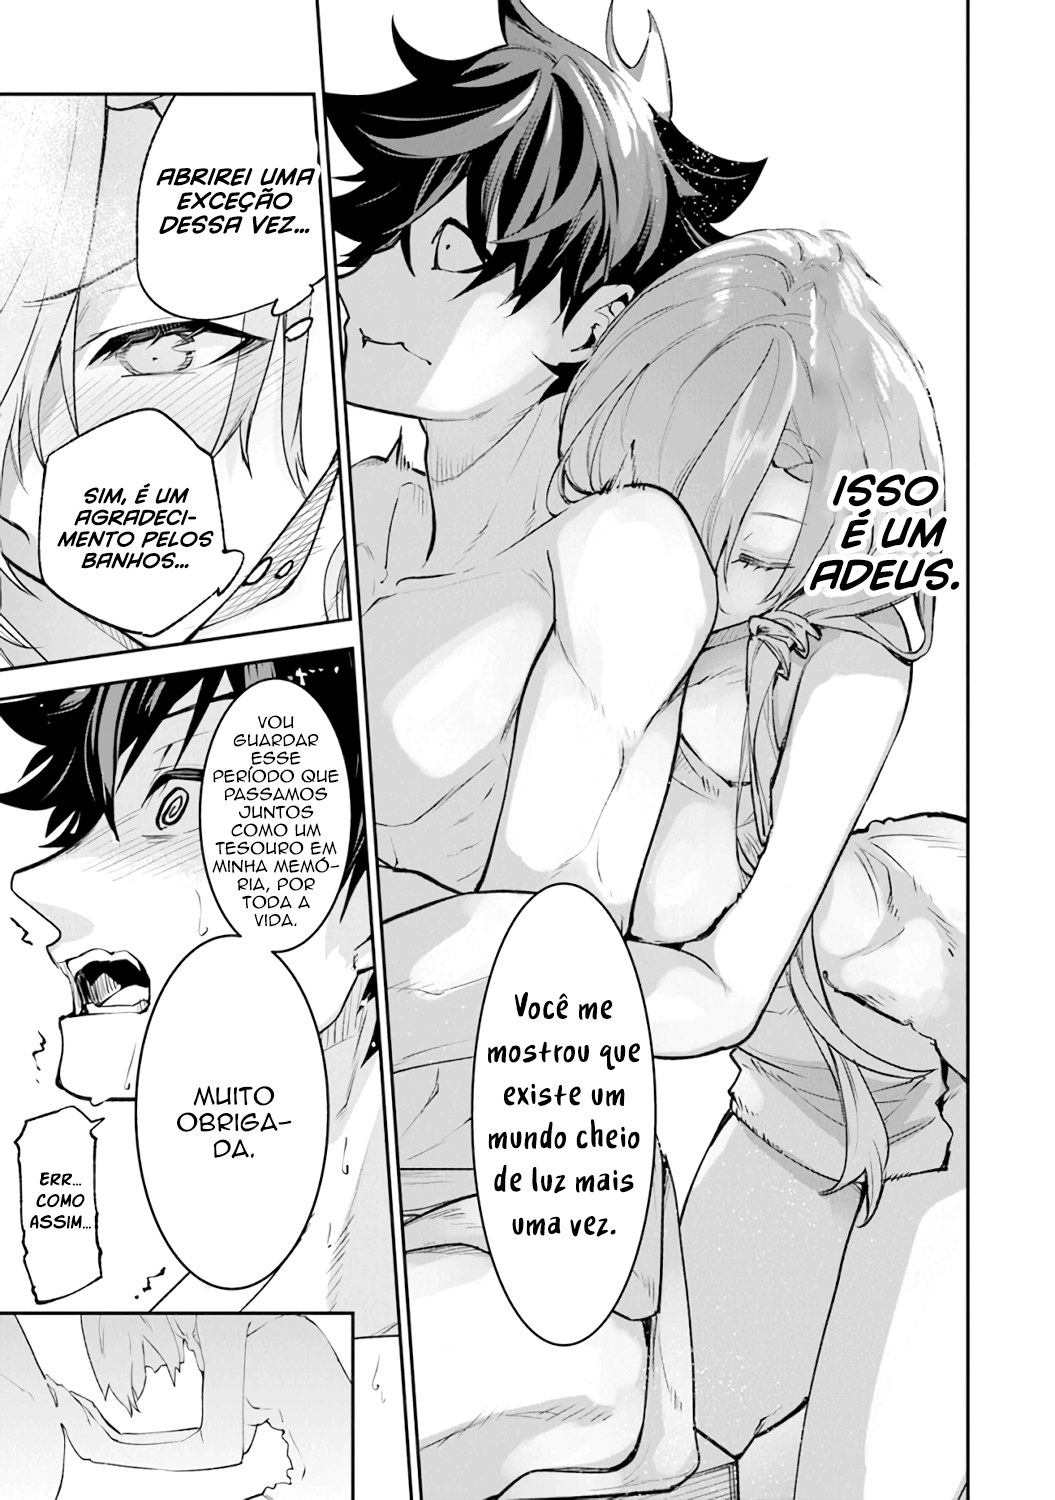 ISSO
É UM
ADEUS.
Você me
mostrou que
existe um
mundo cheio
de luz mais
uma vez.
ABRIREI UMA
EXCEÇÃO
DESSA VEZ...
SIM, É UM
AGRADECI-
MENTO PELOS
BANHOS...
VOU
GUARDAR
ESSE
PERÍODO QUE
PASSAMOS
JUNTOS
COMO UM
TESOURO EM
MINHA MEMÓ-
RIA, POR
TODA A
VIDA.
MUITO
OBRIGA-
DA.
ERR...
COMO
ASSIM...